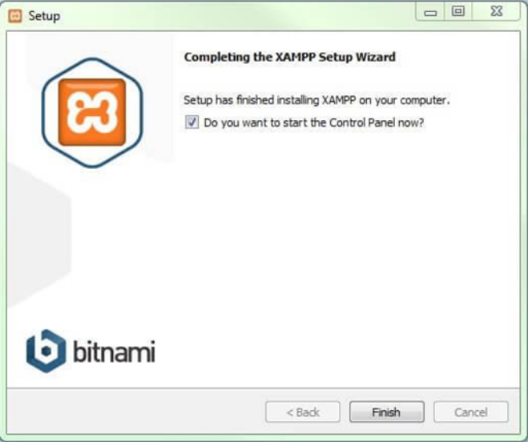 Setup
Completing the XAMPP Setup Wizard
Setup has finished installing XAMPP on your computer.
Do you want to start the Control Panel now?
bitnami
< Back
Finish
Cancel